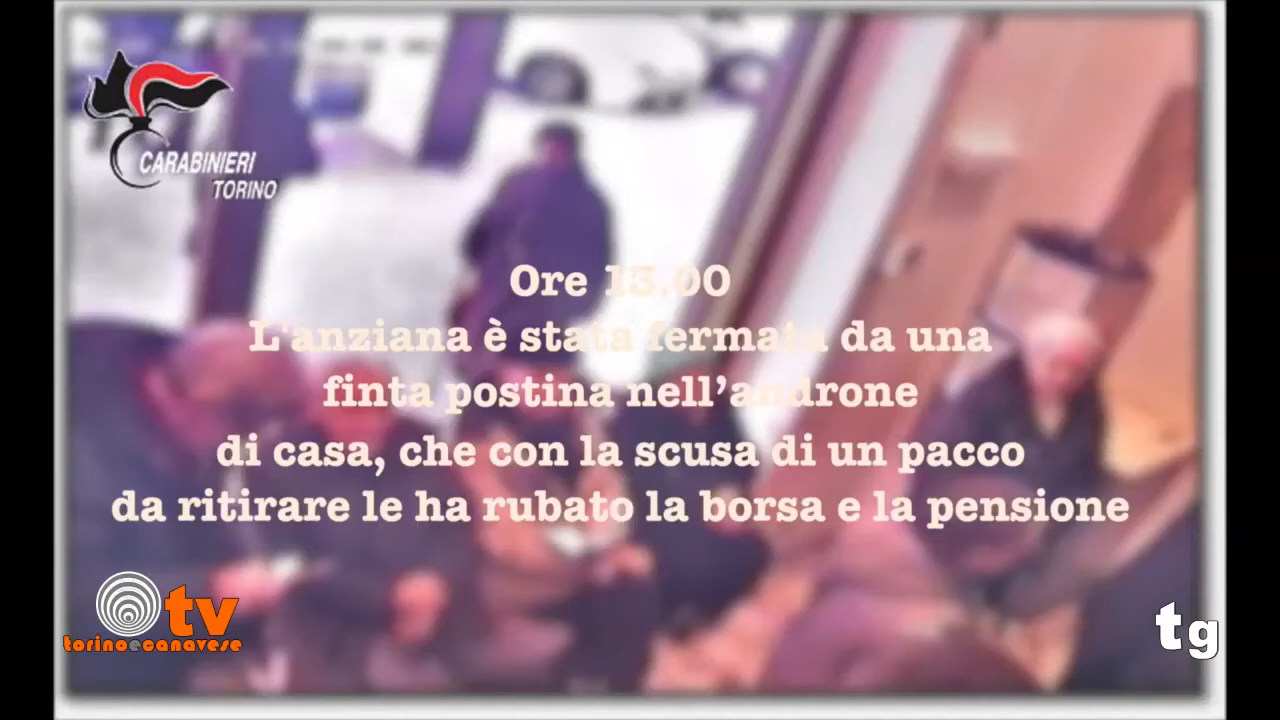 CARABINIERI
TORINO
Ore 13.00
L'anziana è stata fermata da una
finta postina nell’androne
di casa, che con la scusa di un pacco
da ritirare le ha rubato la borsa e la pensione
tv
torinoecanavese
tg